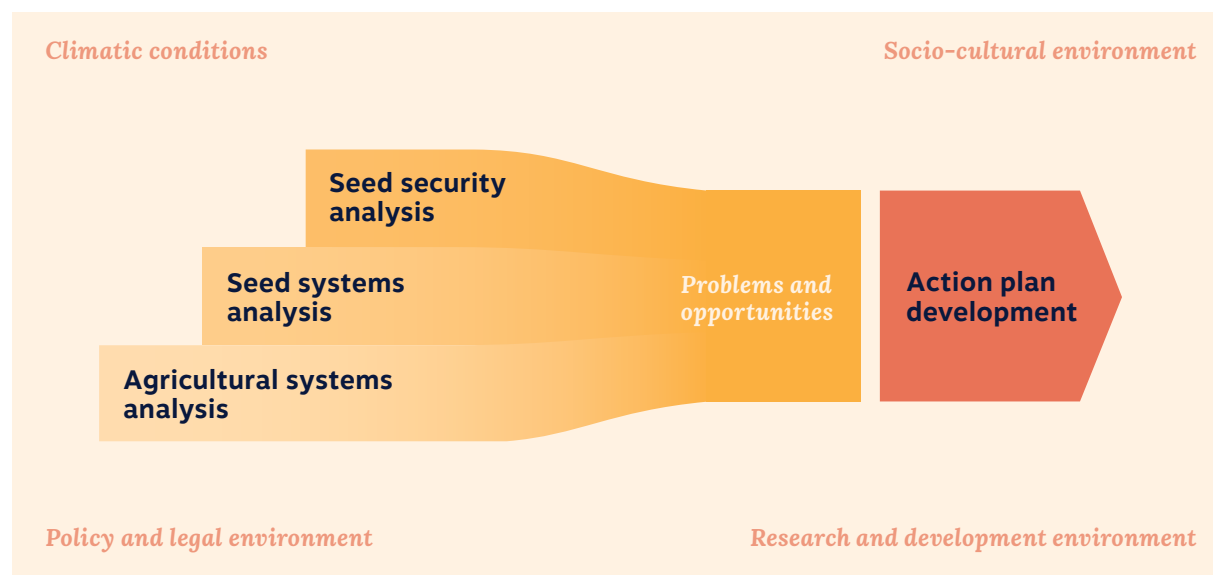 Climatic conditions
Socio-cultural environment
Seed security
analysis
Seed systems
analysis
Agricultural systems
analysis
Problems and
opportunities
Action plan
development
Policy and legal environment
Research and development environment